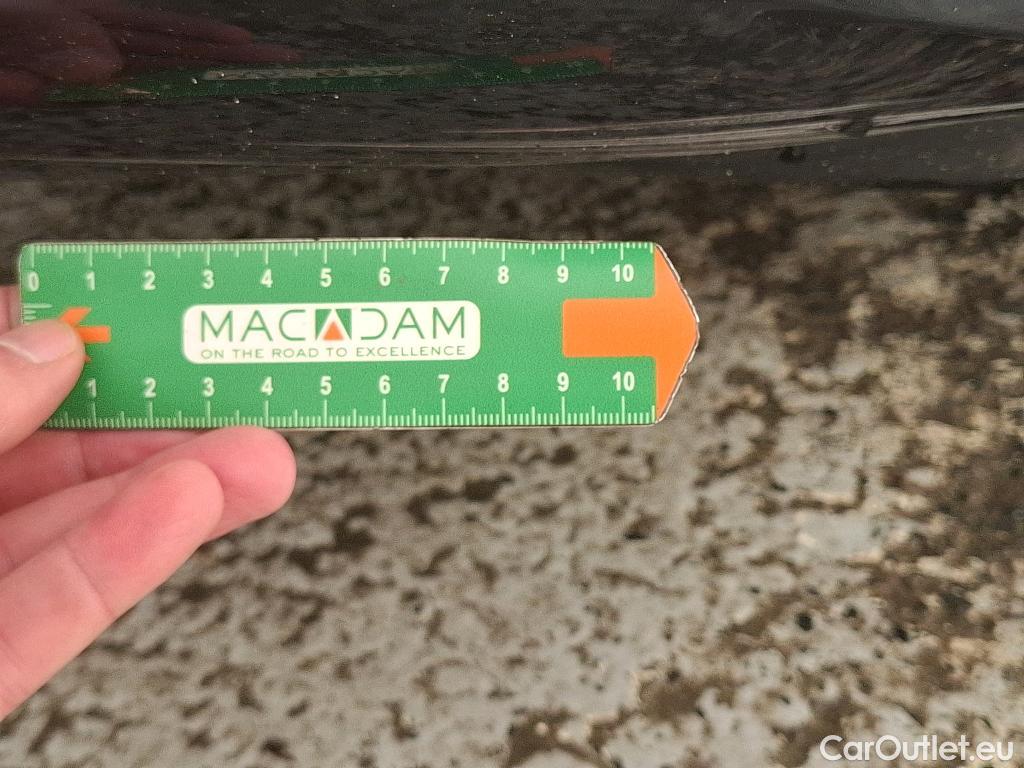 0 1 2 3 4 5 6 7 8 9 10
MACADAM
ON THE ROAD TO EXCELLENCE
1 2 3 4 5 6 7 8 9 10
CarOutlet.eu